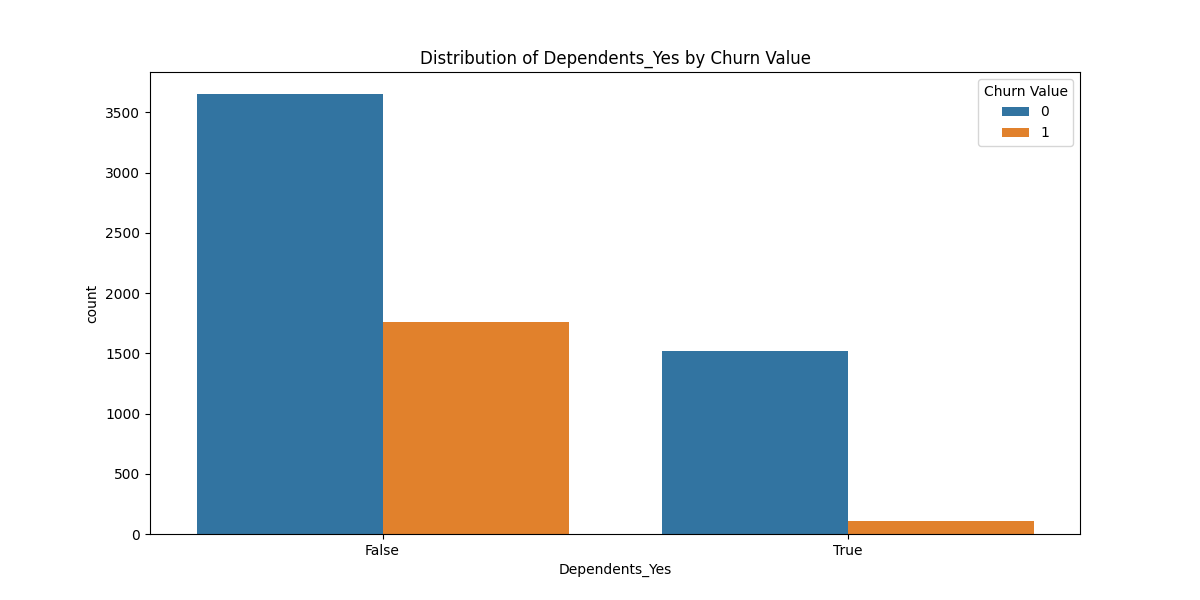 Distribution of Dependents_Yes by Churn Value
Churn Value
0
1
count
3500
3000
2500
2000
1500
1000
500
0
False
True
Dependents_Yes